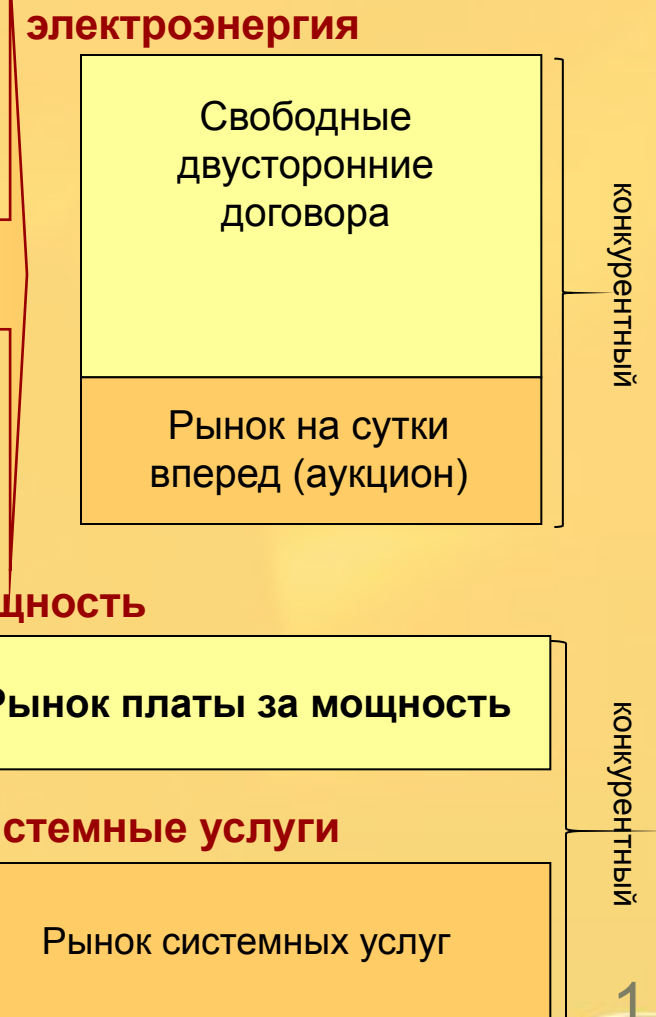 электроэнергия
Свободные
двусторонние
договора
конкурентный
Рынок на сутки
вперед (аукцион)
щность
Рынок платы за мощность
конкурентный
стемные услуги
Рынок системных услуг
1